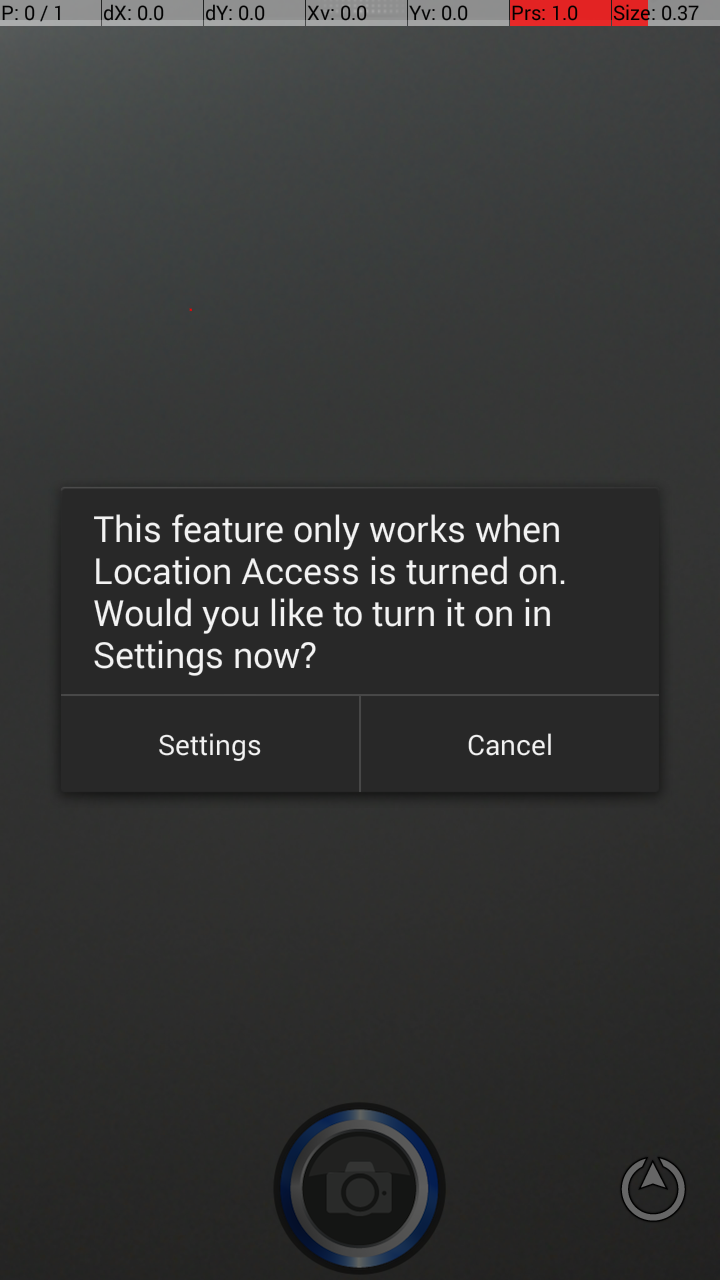 P: 0 / 1 dX: 0.0 dY: 0.0 Xv: 0.0 Yv: 0.0 Prs: 1.0 Size: 0.37
This feature only works when
Location Access is turned on.
Would you like to turn it on in
Settings now?
Settings Cancel